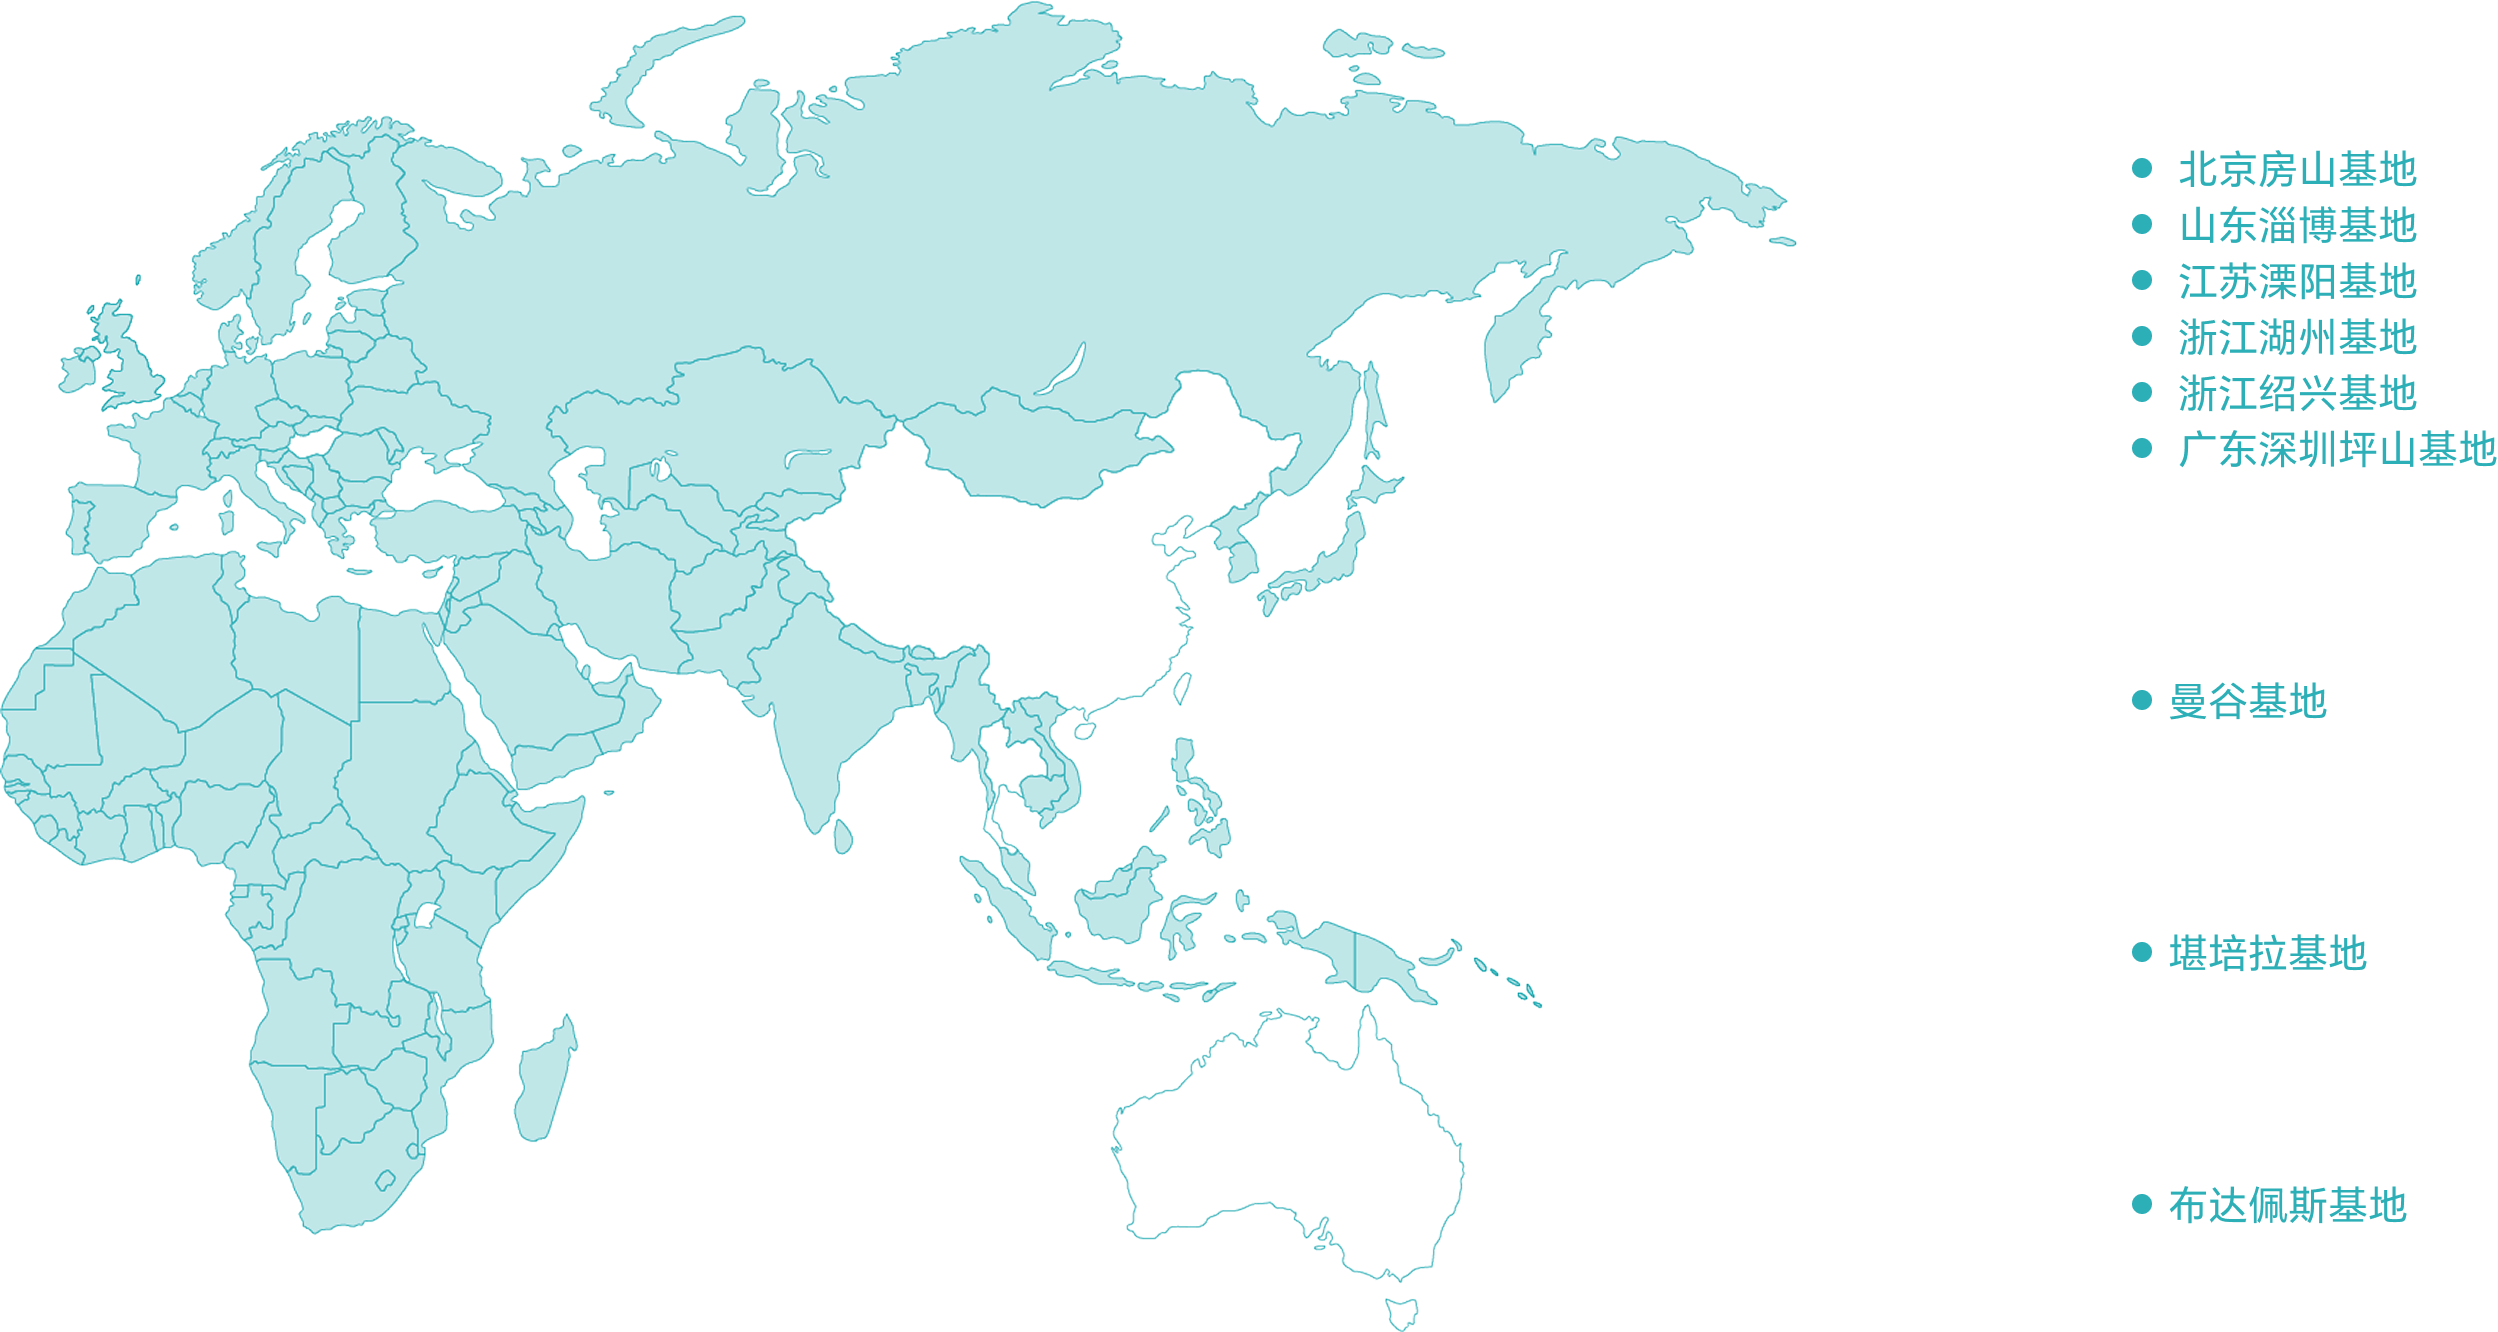 北京房山基地
山东淄博基地
江苏溧阳基地
浙江湖州基地
浙江绍兴基地
广东深圳坪山基地
曼谷基地
堪培拉基地
布达佩斯基地